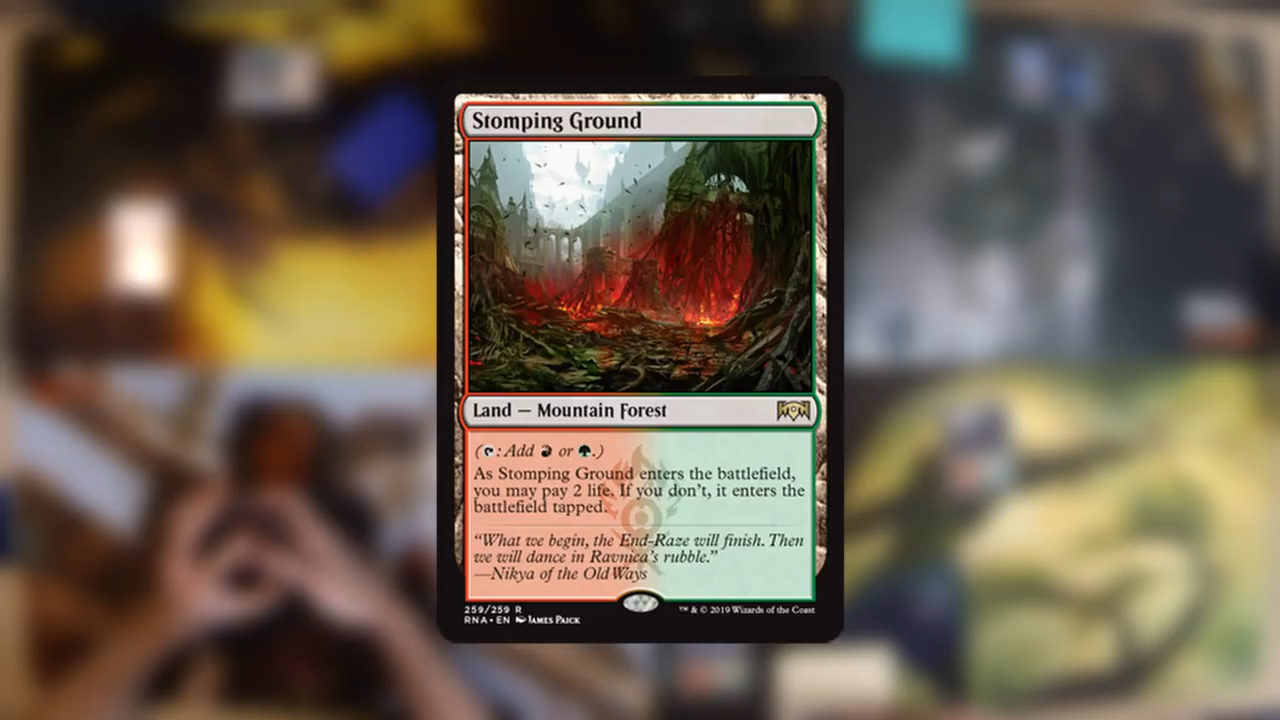 Stomping Ground
Land — Mountain Forest
(: Add or .)
As Stomping Ground enters the battlefield,
you may pay 2 life. If you don't, it enters the
battlefield tapped.
"What we begin, the End-Raze will finish. Then
we will dance in Ravnica's rubble."
—Nikya of the Old Ways
259/259 R
RNA • EN James Paick
™ & © 2019 Wizards of the Coast